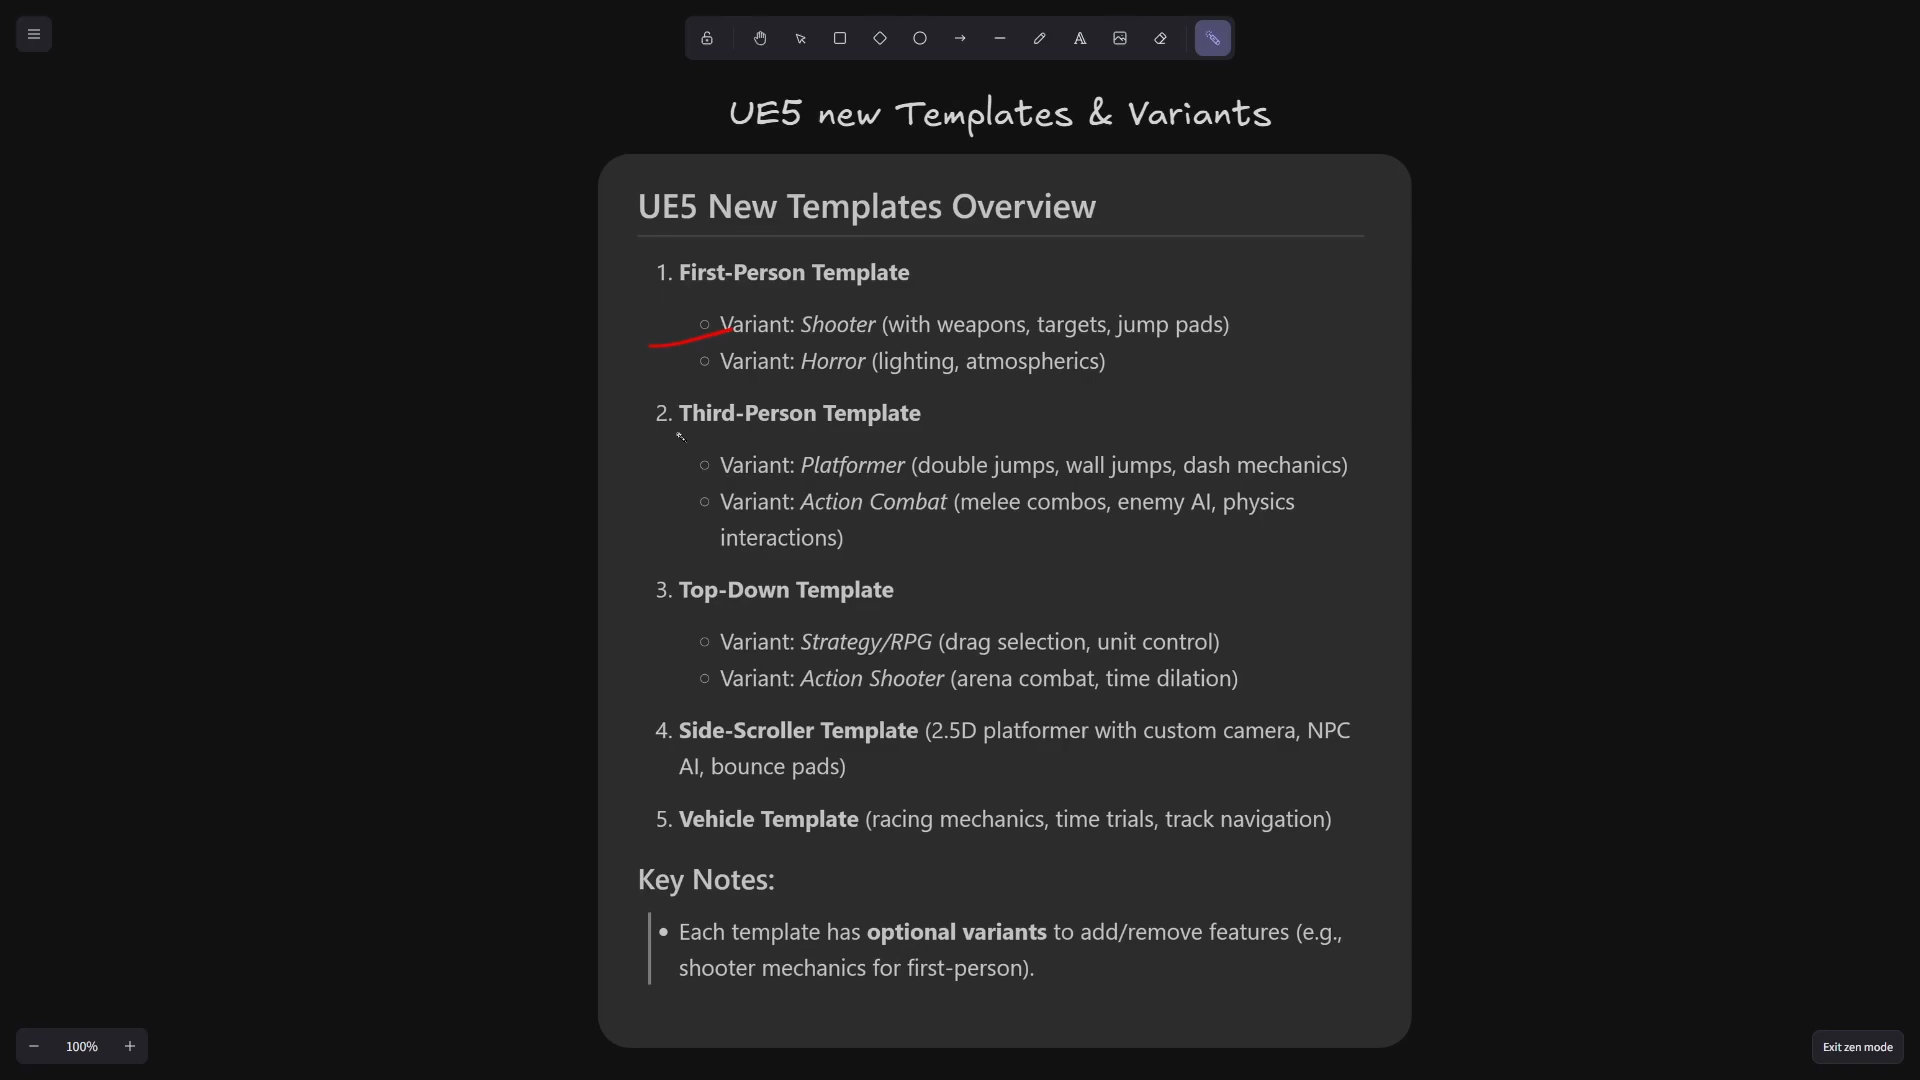 UE5 new Templates & Variants
UE5 New Templates Overview
1. First-Person Template
○ Variant: Shooter (with weapons, targets, jump pads)
○ Variant: Horror (lighting, atmospherics)
2. Third-Person Template
○ Variant: Platformer (double jumps, wall jumps, dash mechanics)
○ Variant: Action Combat (melee combos, enemy AI, physics
interactions)
3. Top-Down Template
○ Variant: Strategy/RPG (drag selection, unit control)
○ Variant: Action Shooter (arena combat, time dilation)
4. Side-Scroller Template (2.5D platformer with custom camera, NPC
AI, bounce pads)
5. Vehicle Template (racing mechanics, time trials, track navigation)
Key Notes:
• Each template has optional variants to add/remove features (e.g.,
shooter mechanics for first-person).
100%
Exit zen mode